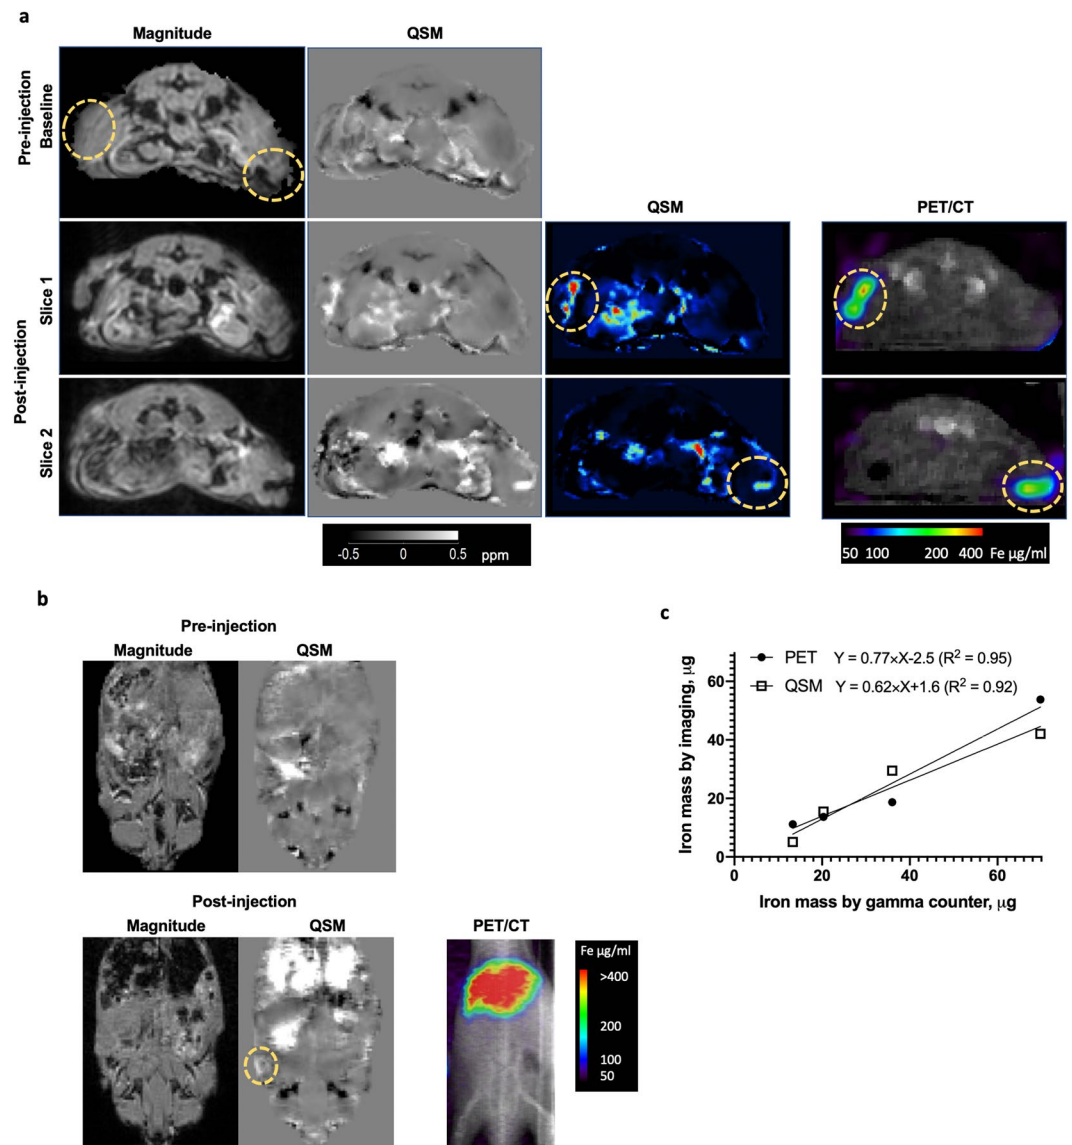 a
Magnitude
QSM
Pre-injection
Baseline
QSM
PET/CT
Post-injection
Slice 1
Slice 2
-0.5 0 0.5 ppm
50 100 200 400 Fe µg/ml
b
Pre-injection
Magnitude QSM
Post-injection
Magnitude QSM PET/CT
Fe µg/ml
>400
200
100
50
c
PET Y = 0.77×X-2.5 (R² = 0.95)
QSM Y = 0.62×X+1.6 (R² = 0.92)
Iron mass by imaging, µg
60
40
20
0
0 20 40 60
Iron mass by gamma counter, µg